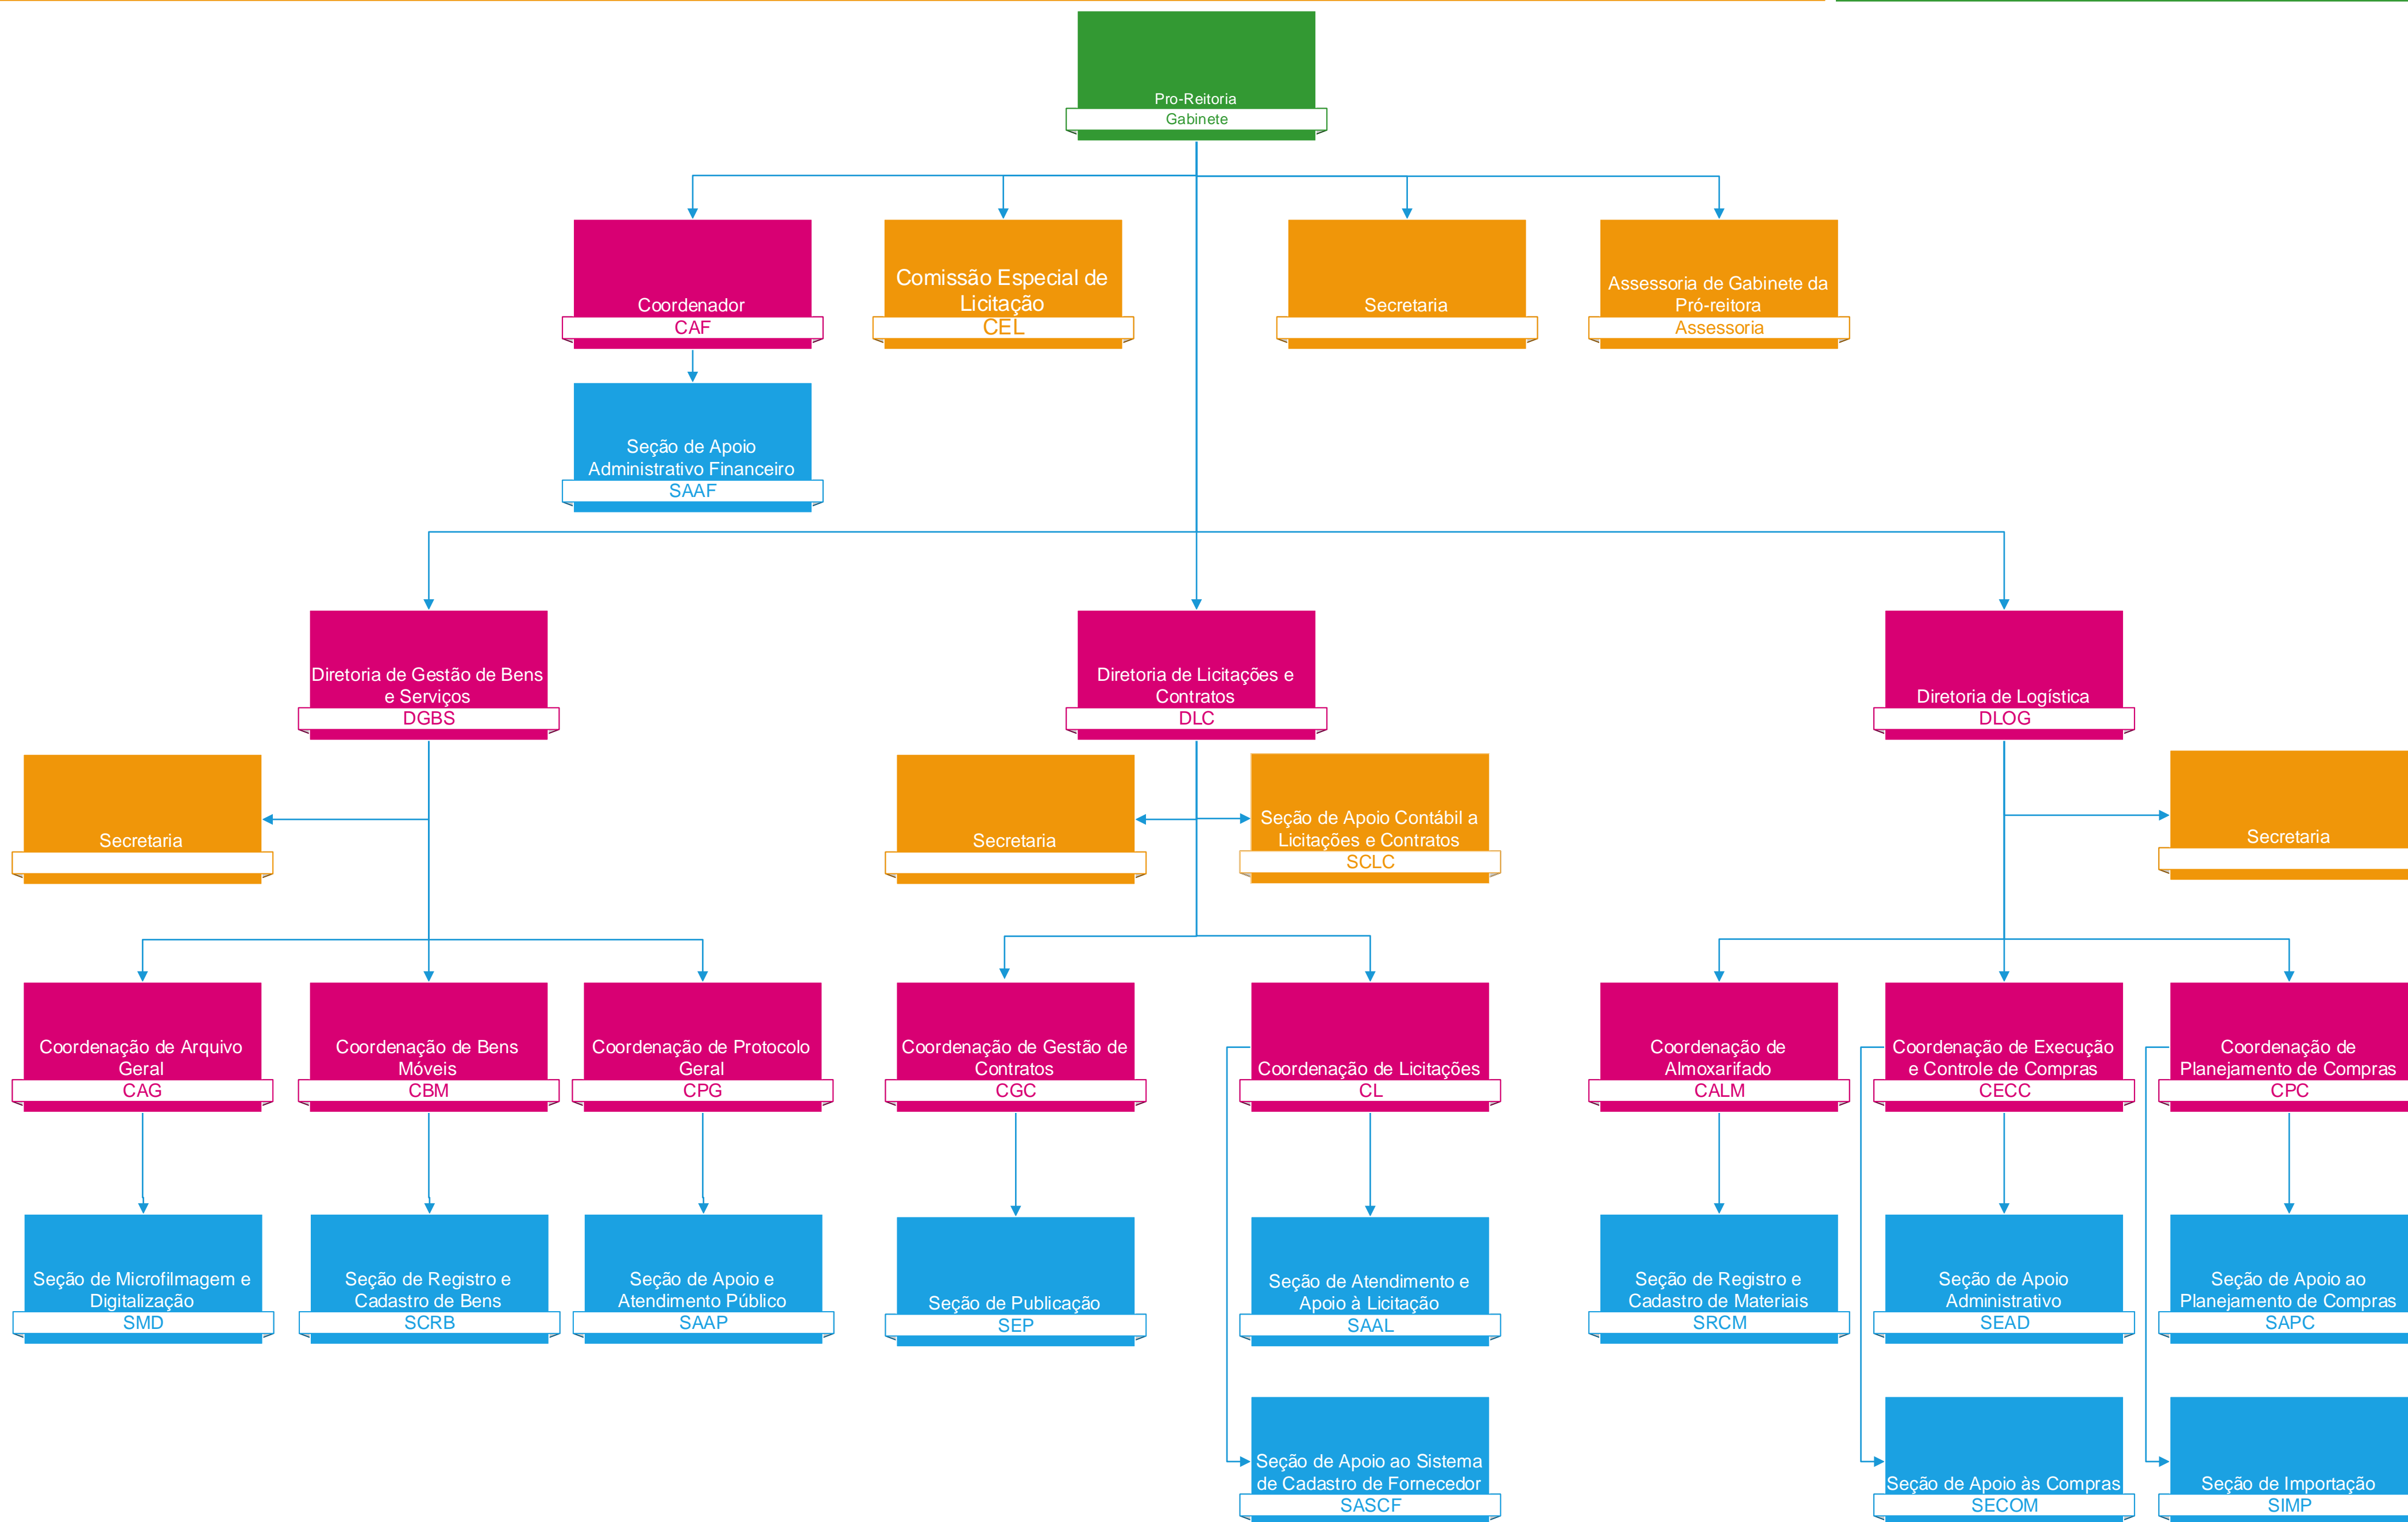 Pro-Reitoria
Gabinete
Coordenador
CAF
Comissão Especial de
Licitação
CEL
Secretaria
Assessoria de Gabinete da
Pró-reitora
Assessoria
Seção de Apoio
Administrativo Financeiro
SAAF
Diretoria de Gestão de Bens
e Serviços
DGBS
Diretoria de Licitações e
Contratos
DLC
Diretoria de Logística
DLOG
Secretaria
Secretaria
Seção de Apoio Contábil a
Licitações e Contratos
SCLC
Secretaria
Coordenação de Arquivo
Geral
CAG
Coordenação de Bens
Móveis
CBM
Coordenação de Protocolo
Geral
CPG
Coordenação de Gestão de
Contratos
CGC
Coordenação de Licitações
CL
Coordenação de
Almoxarifado
CALM
Coordenação de Execução
e Controle de Compras
CECC
Coordenação de
Planejamento de Compras
CPC
Seção de Microfilmagem e
Digitalização
SMD
Seção de Registro e
Cadastro de Bens
SCRB
Seção de Apoio e
Atendimento Público
SAAP
Seção de Publicação
SEP
Seção de Atendimento e
Apoio à Licitação
SAAL
Seção de Registro e
Cadastro de Materiais
SRCM
Seção de Apoio
Administrativo
SEAD
Seção de Apoio ao
Planejamento de Compras
SAPC
Seção de Apoio ao Sistema
de Cadastro de Fornecedor
SASCF
Seção de Apoio às Compras
SECOM
Seção de Importação
SIMP